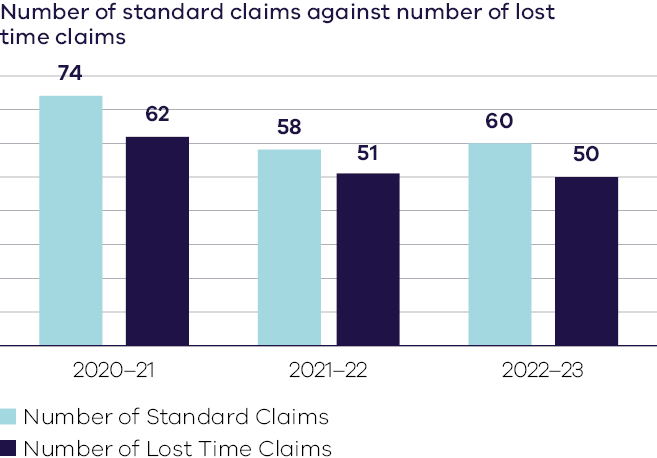 Number of standard claims against number of lost
time claims
74
62
58
51
60
50
2020–21
2021–22
2022–23
Number of Standard Claims
Number of Lost Time Claims